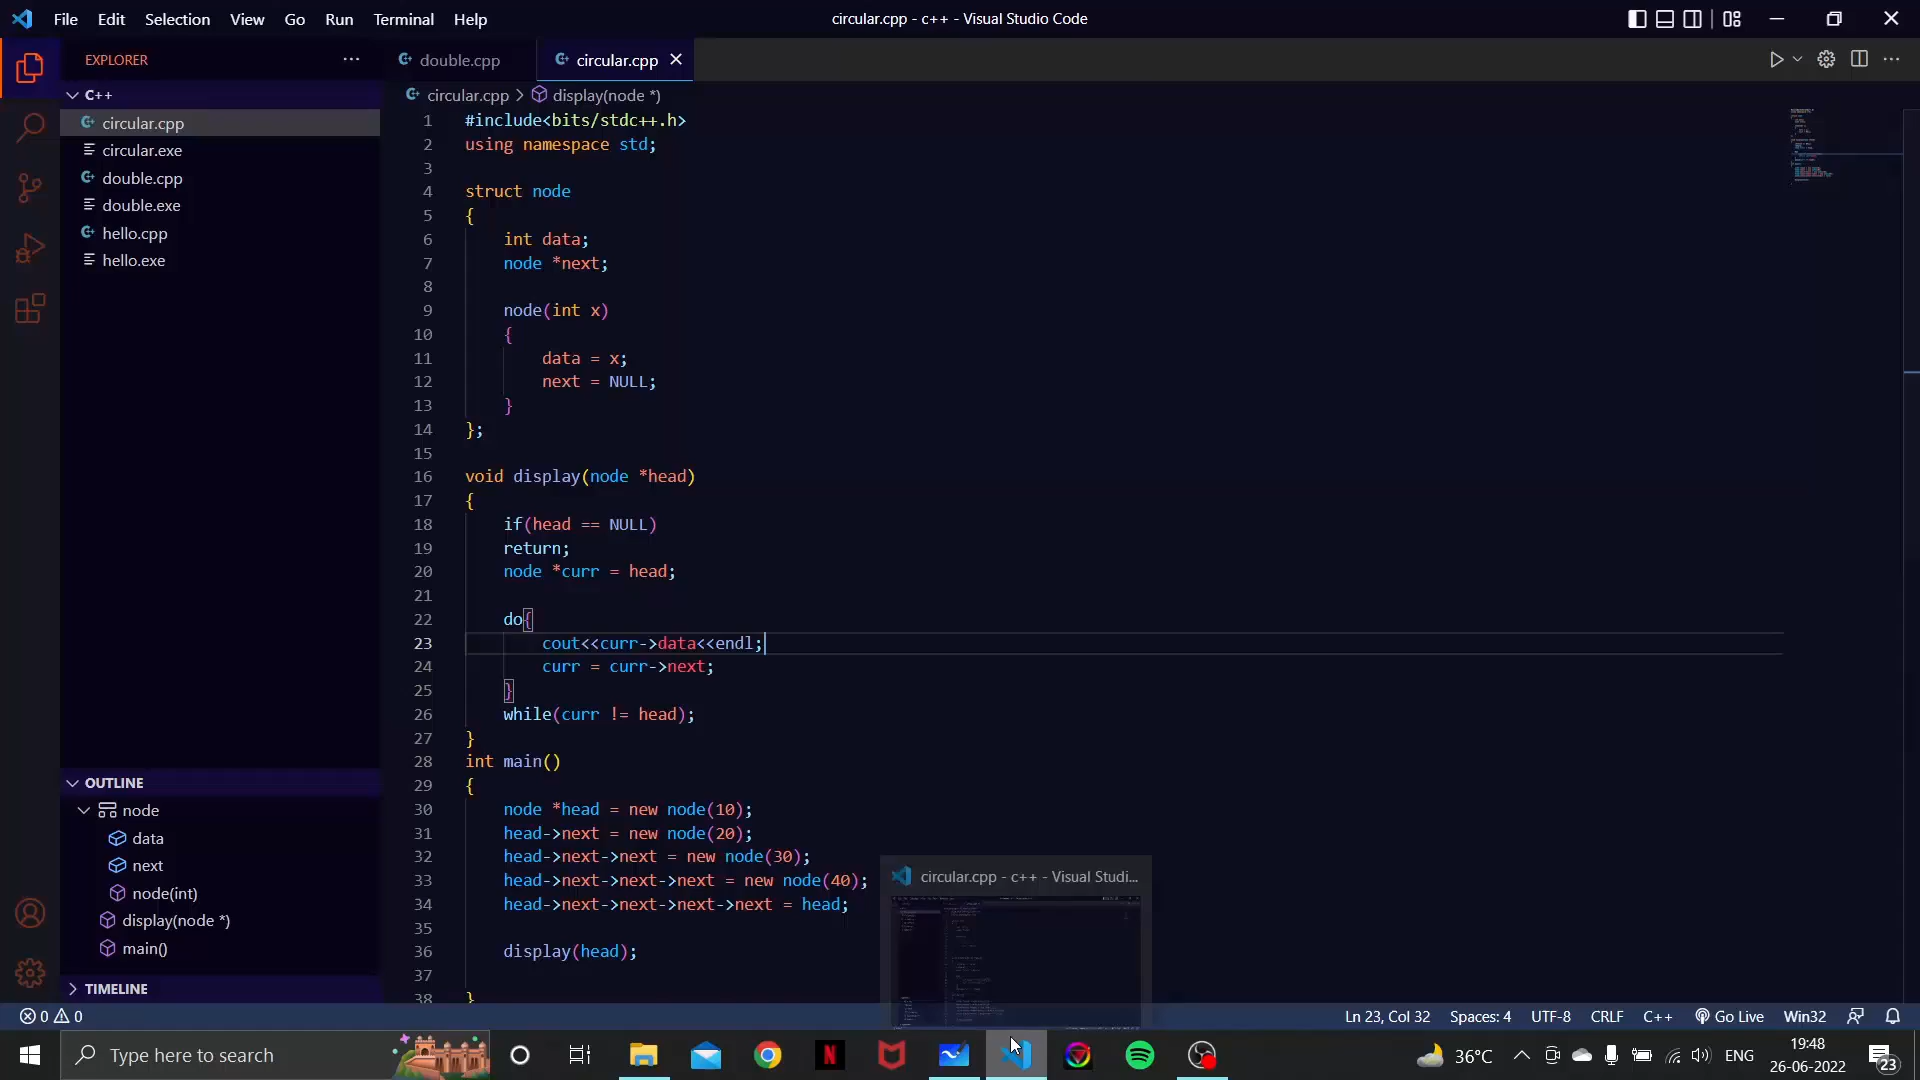 File Edit Selection View Go Run Terminal Help
circular.cpp - c++ - Visual Studio Code
EXPLORER
double.cpp
circular.cpp
C++
circular.cpp > display(node *)
circular.cpp
circular.exe
double.cpp
double.exe
hello.cpp
hello.exe
1 #include<bits/stdc++.h>
2 using namespace std;
3
4 struct node
5 {
6 int data;
7 node *next;
8
9 node(int x)
10 {
11 data = x;
12 next = NULL;
13 }
14 };
15
16 void display(node *head)
17 {
18 if(head == NULL)
19 return;
20 node *curr = head;
21
22 do{
23 cout<<curr->data<<endl;
24 curr = curr->next;
25 }
26 while(curr != head);
27 }
28 int main()
29 {
30 node *head = new node(10);
31 head->next = new node(20);
32 head->next->next = new node(30);
33 head->next->next->next = new node(40);
34 head->next->next->next->next = head;
35
36 display(head);
37
38 }
OUTLINE
node
data
next
node(int)
display(node *)
main()
TIMELINE
circular.cpp - c++ - Visual Studi...
0 0
Ln 23, Col 32 Spaces: 4 UTF-8 CRLF C++ Go Live Win32
Type here to search
36°C
ENG
19:48
26-06-2022
23